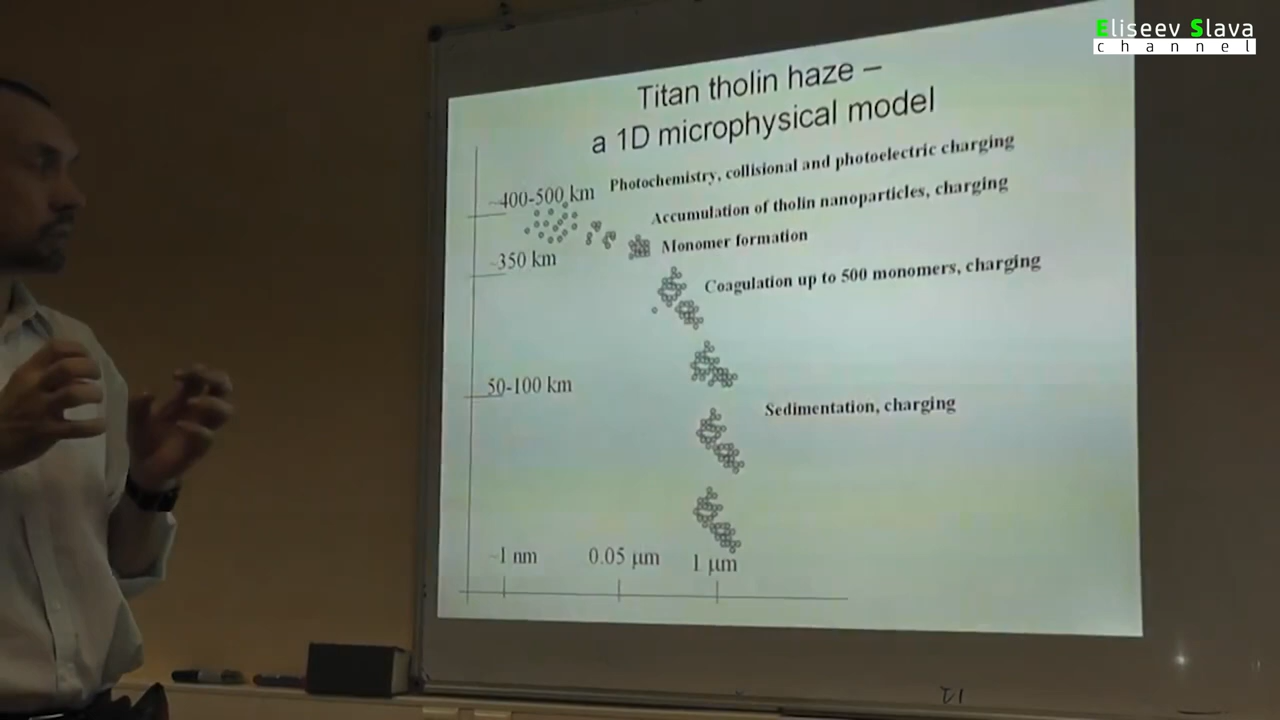 Eliseev Slava
channel
Titan tholin haze –
a 1D microphysical model
Photochemistry, collisional and photoelectric charging
~400-500 km
Accumulation of tholin nanoparticles, charging
Monomer formation
~350 km
Coagulation up to 500 monomers, charging
50-100 km
Sedimentation, charging
~1 nm
0.05 μm
1 μm